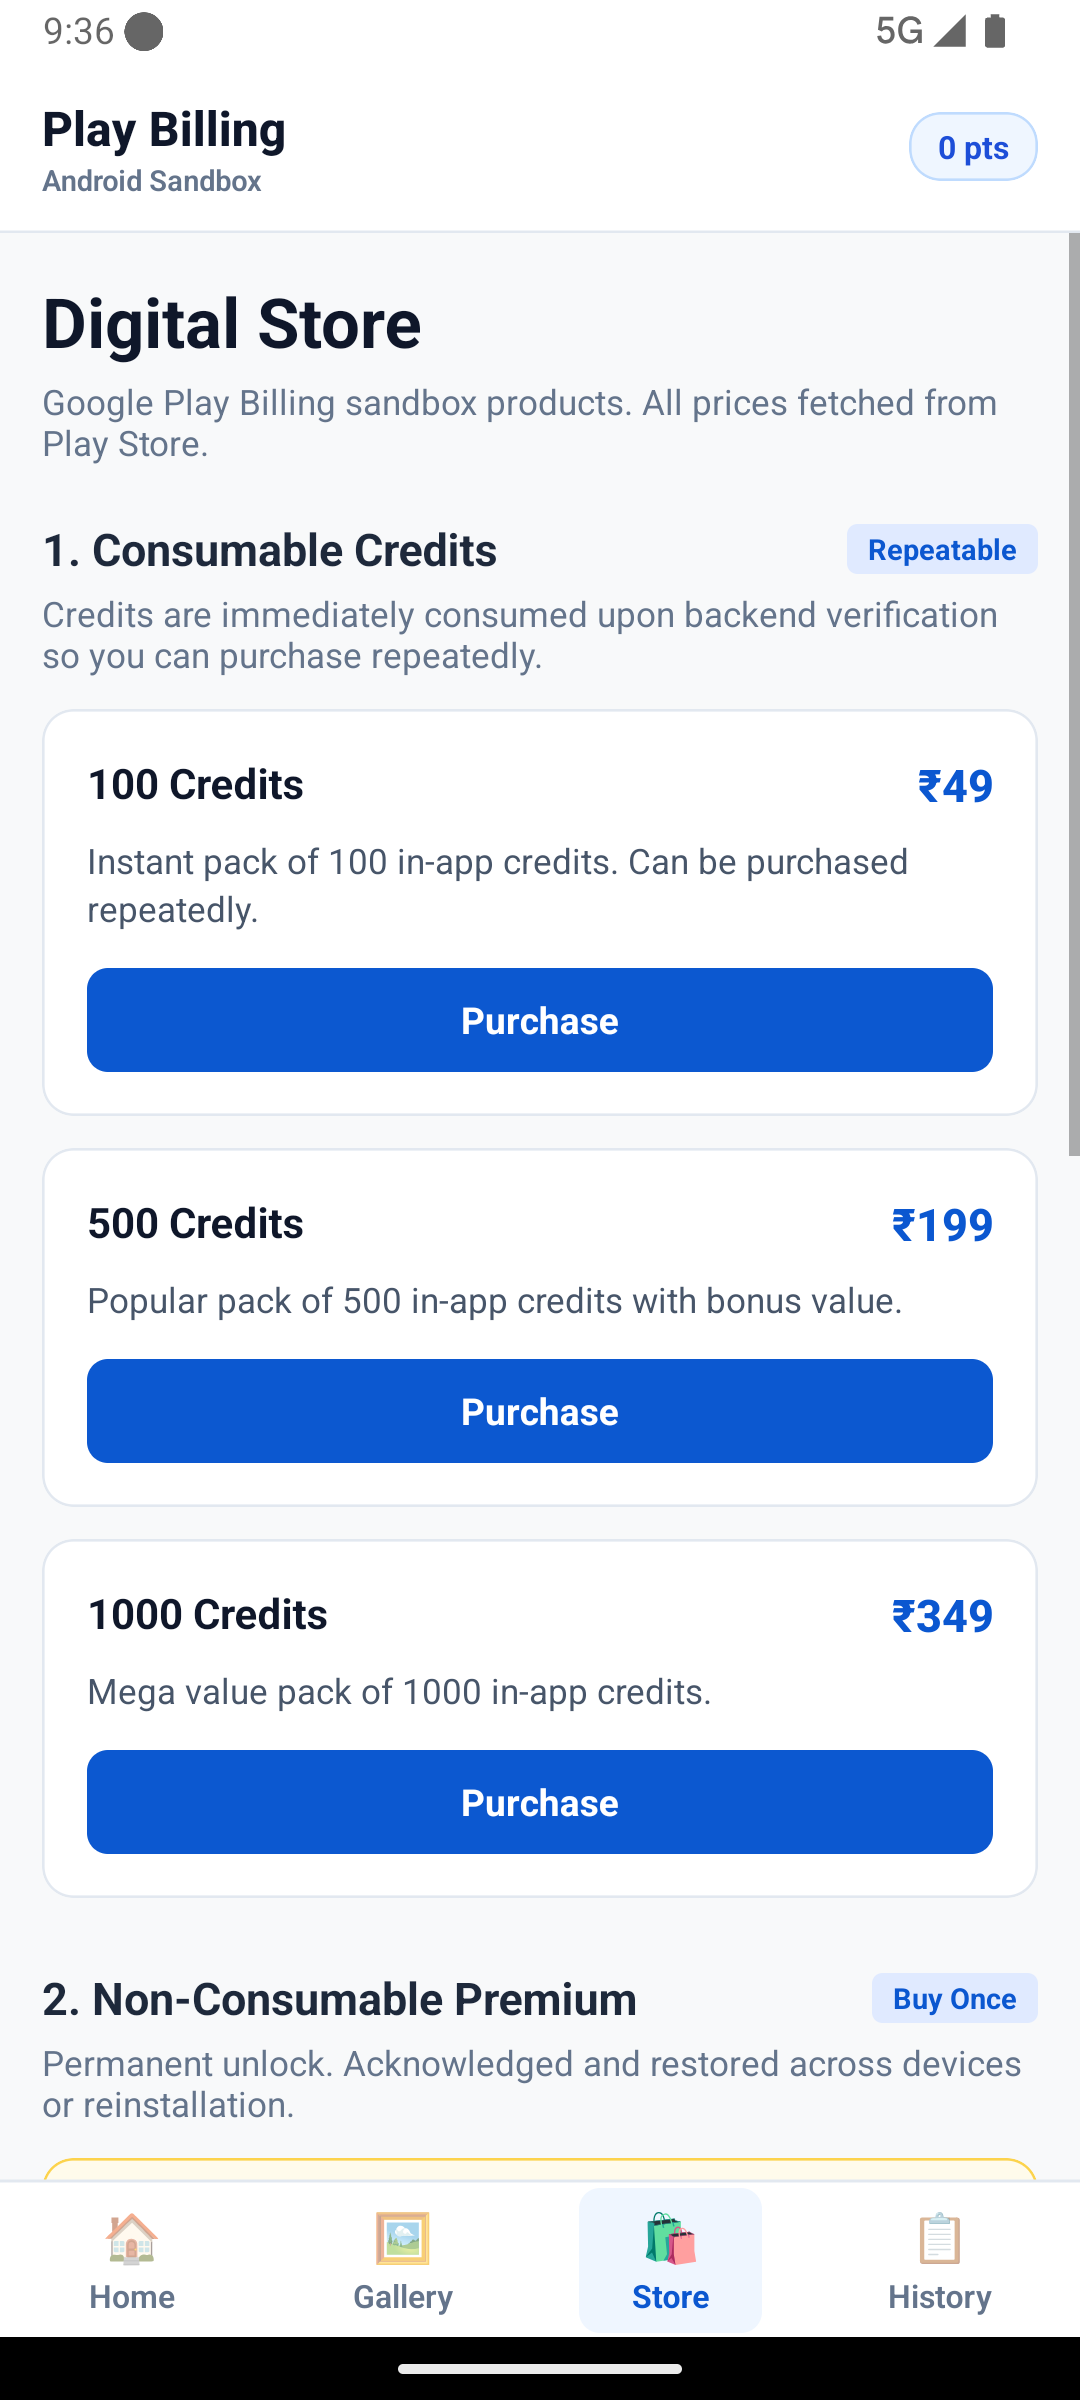 9:36
5G
Play Billing
Android Sandbox
0 pts
Digital Store
Google Play Billing sandbox products. All prices fetched from
Play Store.
1. Consumable Credits
Repeatable
Credits are immediately consumed upon backend verification
so you can purchase repeatedly.
100 Credits
₹49
Instant pack of 100 in-app credits. Can be purchased
repeatedly.
Purchase
500 Credits
₹199
Popular pack of 500 in-app credits with bonus value.
Purchase
1000 Credits
₹349
Mega value pack of 1000 in-app credits.
Purchase
2. Non-Consumable Premium
Buy Once
Permanent unlock. Acknowledged and restored across devices
or reinstallation.
Home
Gallery
Store
History